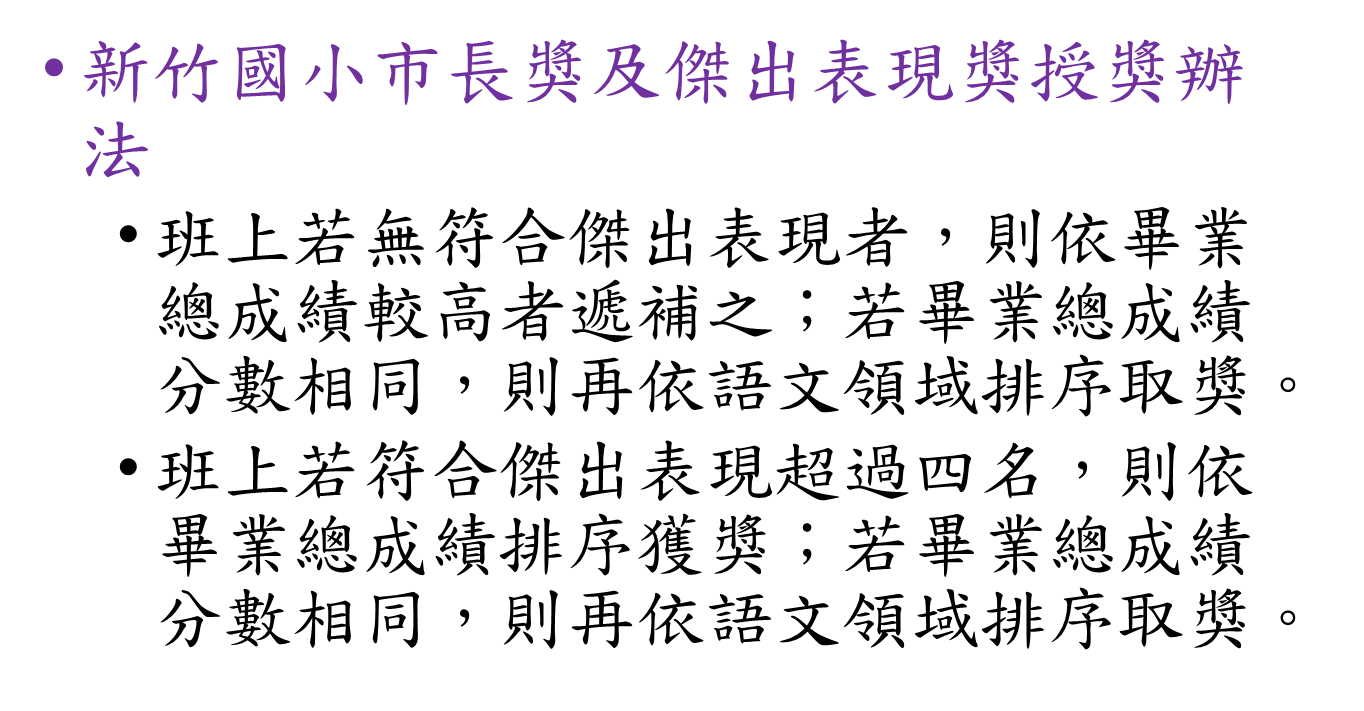 • 新竹國小市長獎及傑出表現獎授獎辦
法
• 班上若無符合傑出表現者，則依畢業
總成績較高者遞補之；若畢業總成績
分數相同，則再依語文領域排序取獎。
• 班上若符合傑出表現超過四名，則依
畢業總成績排序獲獎；若畢業總成績
分數相同，則再依語文領域排序取獎。